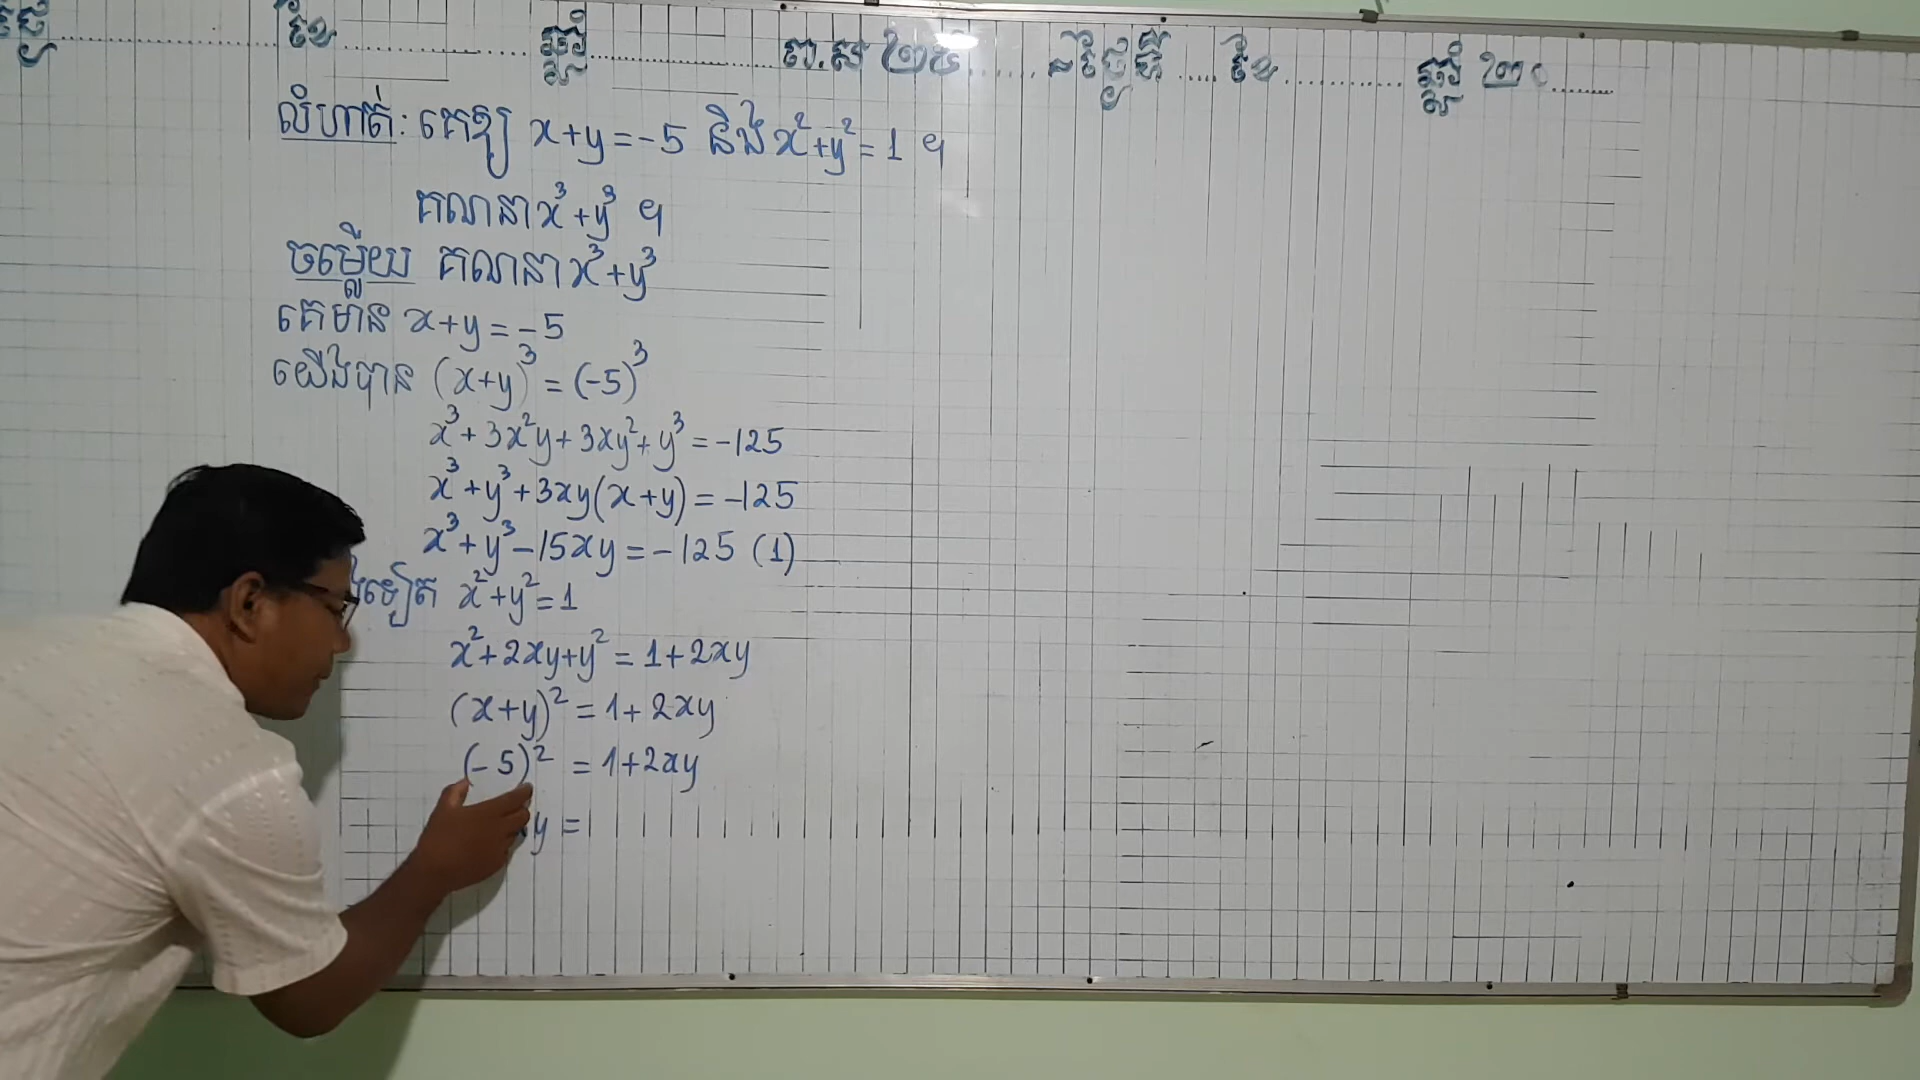 ថ្ងៃ ........ ខែ ........ ឆ្នាំ ........ ព.ស ២៥ ...... ថ្ងៃទី ..... ខែ ........ ឆ្នាំ ២០ ......
លំហាត់: គេឱ្យ x+y=-5 និង x²+y²=1 ។
គណនា x³+y³ ។
ចម្លើយ គណនា x³+y³
គេមាន x+y=-5
យើងបាន (x+y)³=(-5)³
x³+3x²y+3xy²+y³=-125
x³+y³+3xy(x+y)=-125
x³+y³-15xy=-125 (1)
ទៀត x²+y²=1
x²+2xy+y²=1+2xy
(x+y)²=1+2xy
(-5)²=1+2xy
xy=